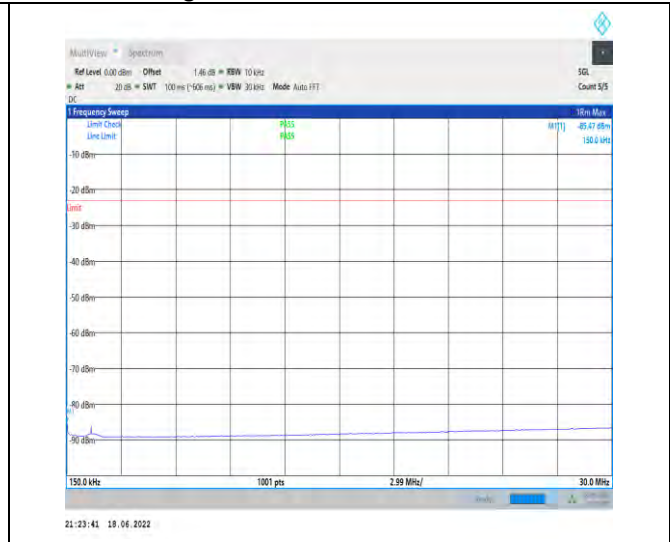 MultiView Spectrum
Ref Level 0.00 dBm Offset 1.46 dB RBW 10 kHz SGL
Att 20 dB SWT 100 ms (~606 ms) VBW 30 kHz Mode Auto FFT Count 5/5
DC
1 Frequency Sweep 1Rm Max
Limit Check PASS M1[1] -85.47 dBm
Line Limit PASS 150.0 kHz
-10 dBm
-20 dBm
Limit
-30 dBm
-40 dBm
-50 dBm
-60 dBm
-70 dBm
-80 dBm
M1
-90 dBm
150.0 kHz 1001 pts 2.99 MHz/ 30.0 MHz
21:23:41 18.06.2022